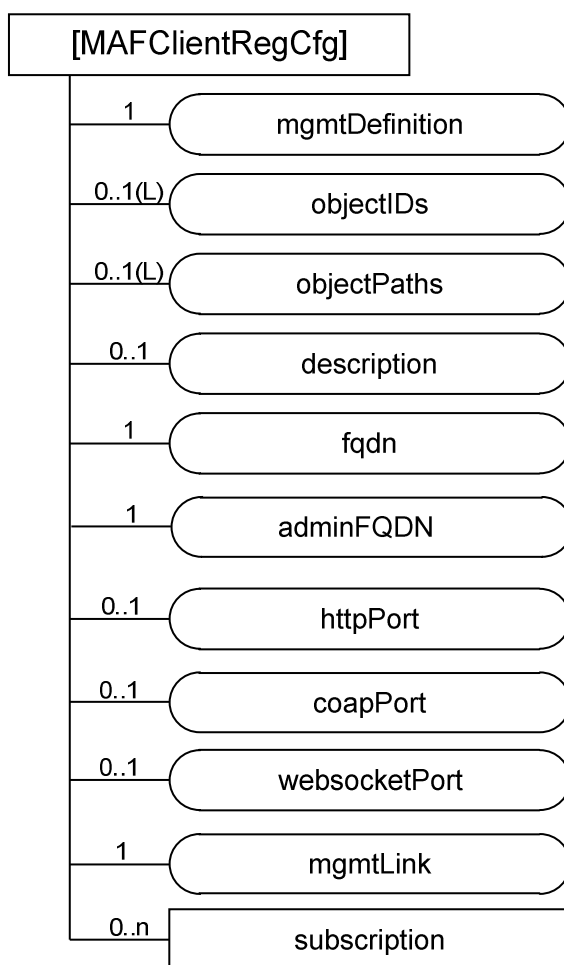 [MAFClientRegCfg]
1 mgmtDefinition
0..1(L) objectIDs
0..1(L) objectPaths
0..1 description
1 fqdn
1 adminFQDN
0..1 httpPort
0..1 coapPort
0..1 websocketPort
1 mgmtLink
0..n subscription